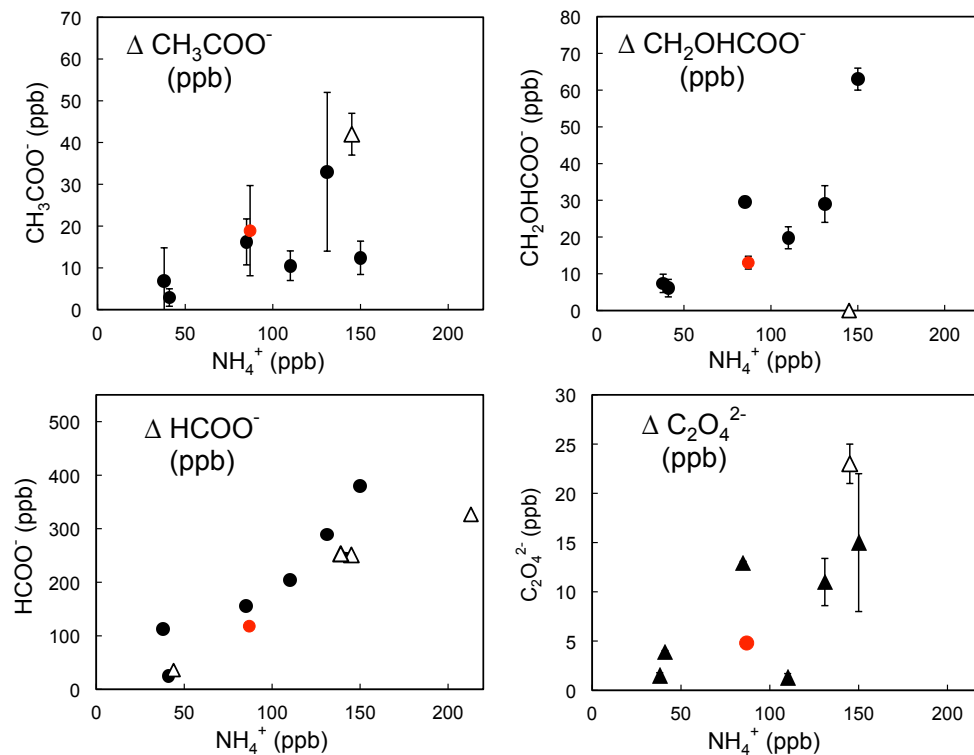 70
60
50
40
30
20
10
0
Δ CH₃COO⁻
(ppb)
CH₃COO⁻ (ppb)
0 50 100 150 200
NH₄⁺ (ppb)
80
70
60
50
40
30
20
10
0
Δ CH₂OHCOO⁻
(ppb)
CH₂OHCOO⁻ (ppb)
0 50 100 150 200
NH₄⁺ (ppb)
500
400
300
200
100
0
Δ HCOO⁻
(ppb)
HCOO⁻ (ppb)
0 50 100 150 200
NH₄⁺ (ppb)
30
25
20
15
10
5
0
Δ C₂O₄²⁻
(ppb)
C₂O₄²⁻ (ppb)
0 50 100 150 200
NH₄⁺ (ppb)